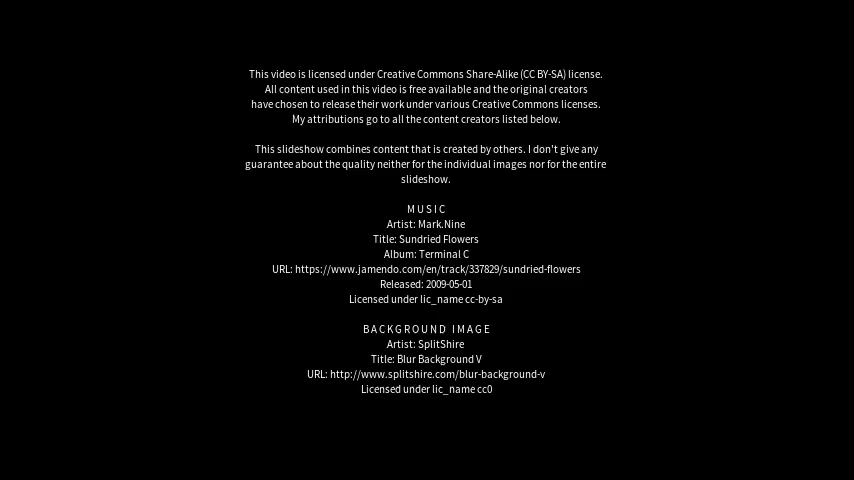 This video is licensed under Creative Commons Share-Alike (CC BY-SA) license.
All content used in this video is free available and the original creators
have chosen to release their work under various Creative Commons licenses.
My attributions go to all the content creators listed below.
This slideshow combines content that is created by others. I don't give any
guarantee about the quality neither for the individual images nor for the entire
slideshow.
MUSIC
Artist: Mark.Nine
Title: Sundried Flowers
Album: Terminal C
URL: https://www.jamendo.com/en/track/337829/sundried-flowers
Released: 2009-05-01
Licensed under lic_name cc-by-sa
BACKGROUND IMAGE
Artist: SplitShire
Title: Blur Background V
URL: http://www.splitshire.com/blur-background-v
Licensed under lic_name cc0